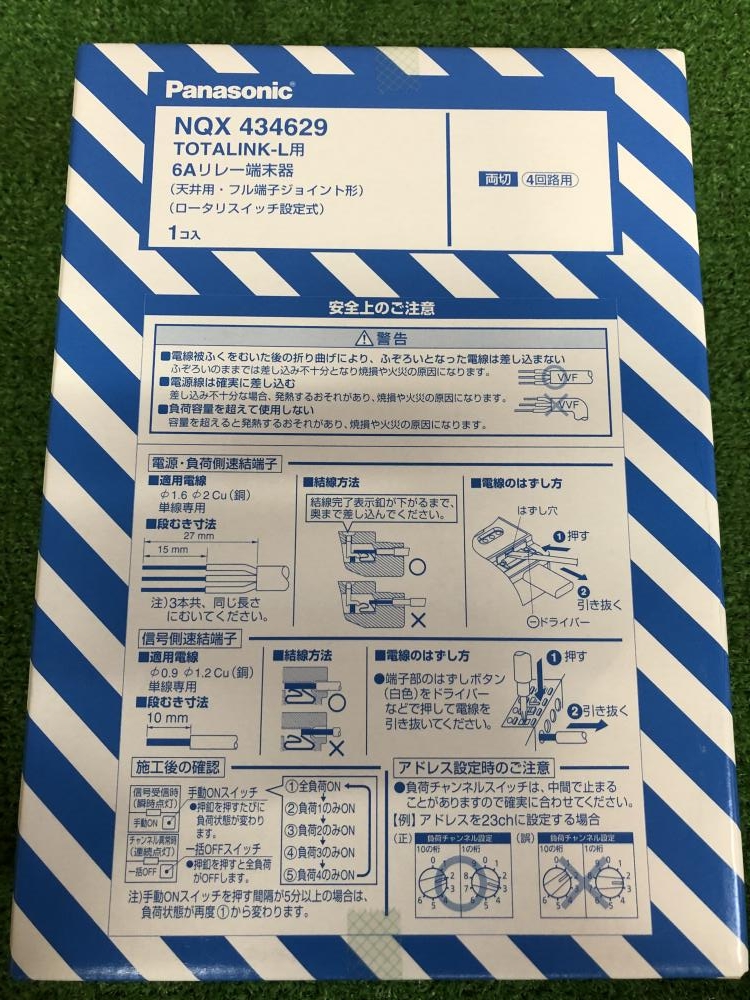 Panasonic
NQX 434629
TOTALINK-L用
6Aリレー端末器
（天井用・フル端子ジョイント形）
（ロータリスイッチ設定式）
1コ入
両切 4回路用
安全上のご注意
警告
■電線被ふくをむいた後の折り曲げにより、ふぞろいとなった電線は差し込まない
ふぞろいのままでは差し込み不十分となり焼損や火災の原因になります。
VVF
■電源線は確実に差し込む
差し込み不十分な場合、発熱するおそれがあり、焼損や火災の原因になります。
VVF
■負荷容量を超えて使用しない
容量を超えると発熱するおそれがあり、焼損や火災の原因になります。
電源・負荷側速結端子
■適用電線
φ1.6 φ2 Cu（銅）
単線専用
■段むき寸法
27 mm
15 mm
注）3本共、同じ長さ
にむいてください。
■結線方法
結線完了表示釦が下がるまで、
奥まで差し込んでください。
■電線のはずし方
はずし穴
❶押す
❷
引き抜く
⊖ドライバー
信号側速結端子
■適用電線
φ0.9 φ1.2 Cu（銅）
単線専用
■段むき寸法
10 mm
■結線方法
■電線のはずし方
●端子部のはずしボタン
（白色）をドライバー
などで押して電線を
引き抜いてください。
❶押す
❷引き抜く
施工後の確認
信号受信時
（瞬時点灯）
手動ON
チャンネル異常時
（連続点灯）
一括OFF
手動ONスイッチ
●押釦を押すたびに
負荷状態が変わり
ます。
一括OFFスイッチ
●押釦を押すと全負荷
がOFFします。
①全負荷ON
②負荷1のみON
③負荷2のみON
④負荷3のみON
⑤負荷4のみON
注）手動ONスイッチを押す間隔が5分以上の場合は、
負荷状態が再度①から変わります。
アドレス設定時のご注意
●負荷チャンネルスイッチは、中間で止まる
ことがありますので確実に合わせてください。
【例】アドレスを23chに設定する場合
（正）
負荷チャンネル設定
10の桁 1の桁
（誤）
負荷チャンネル設定
10の桁 1の桁